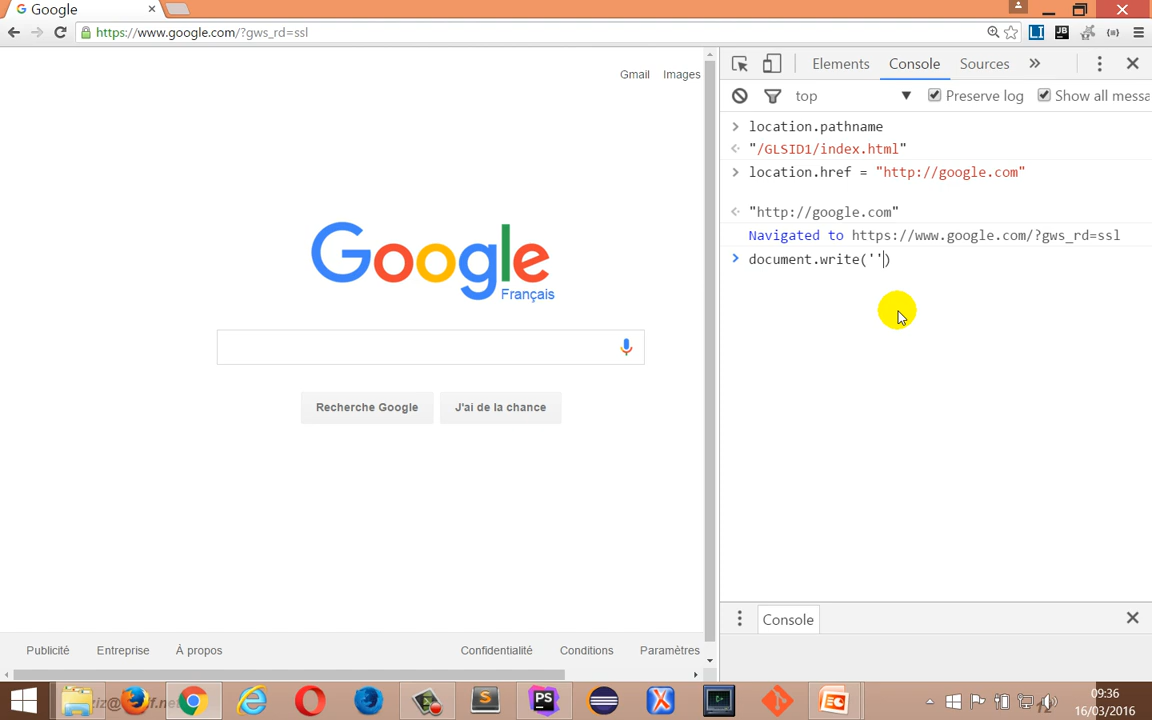 Google
https://www.google.com/?gws_rd=ssl
Gmail Images
Elements Console Sources
top Preserve log Show all messa
location.pathname
"/GLSID1/index.html"
location.href = "http://google.com"
"http://google.com"
Navigated to https://www.google.com/?gws_rd=ssl
document.write('')
Google
Français
Recherche Google J'ai de la chance
Console
Publicité Entreprise À propos Confidentialité Conditions Paramètres
09:36
16/03/2016